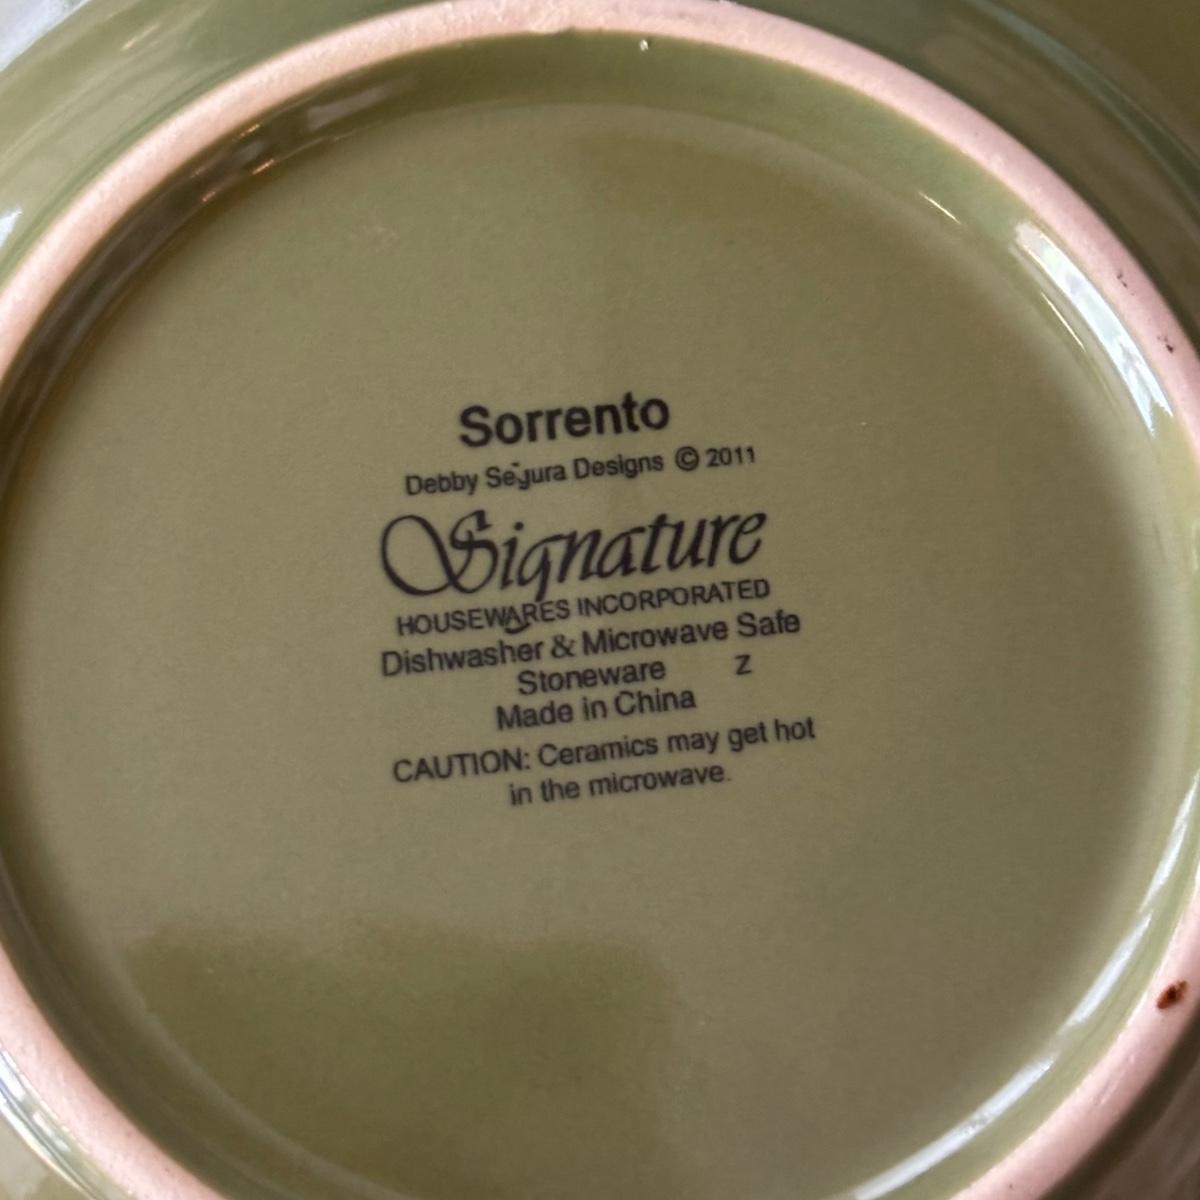 Sorrento
Debby Segura Designs © 2011
Signature
HOUSEWARES INCORPORATED
Dishwasher & Microwave Safe
Stoneware Z
Made in China
CAUTION: Ceramics may get hot
in the microwave.